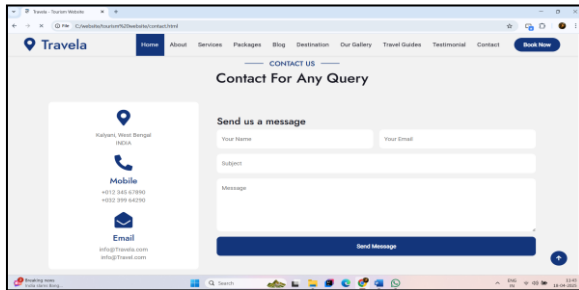 Travela - Tourism Website
File C:/website/tourism%20website/contact.html
Travela
Home About Services Packages Blog Destination Our Gallery Travel Guides Testimonial Contact Book Now
CONTACT US
Contact For Any Query
Kalyani, West Bengal
INDIA
Mobile
+012 345 67890
+032 399 64290
Email
info@Travela.com
info@Travel.com
Send us a message
Your Name
Your Email
Subject
Message
Send Message
Breaking news
Search
ENG
IN
18-04-2025